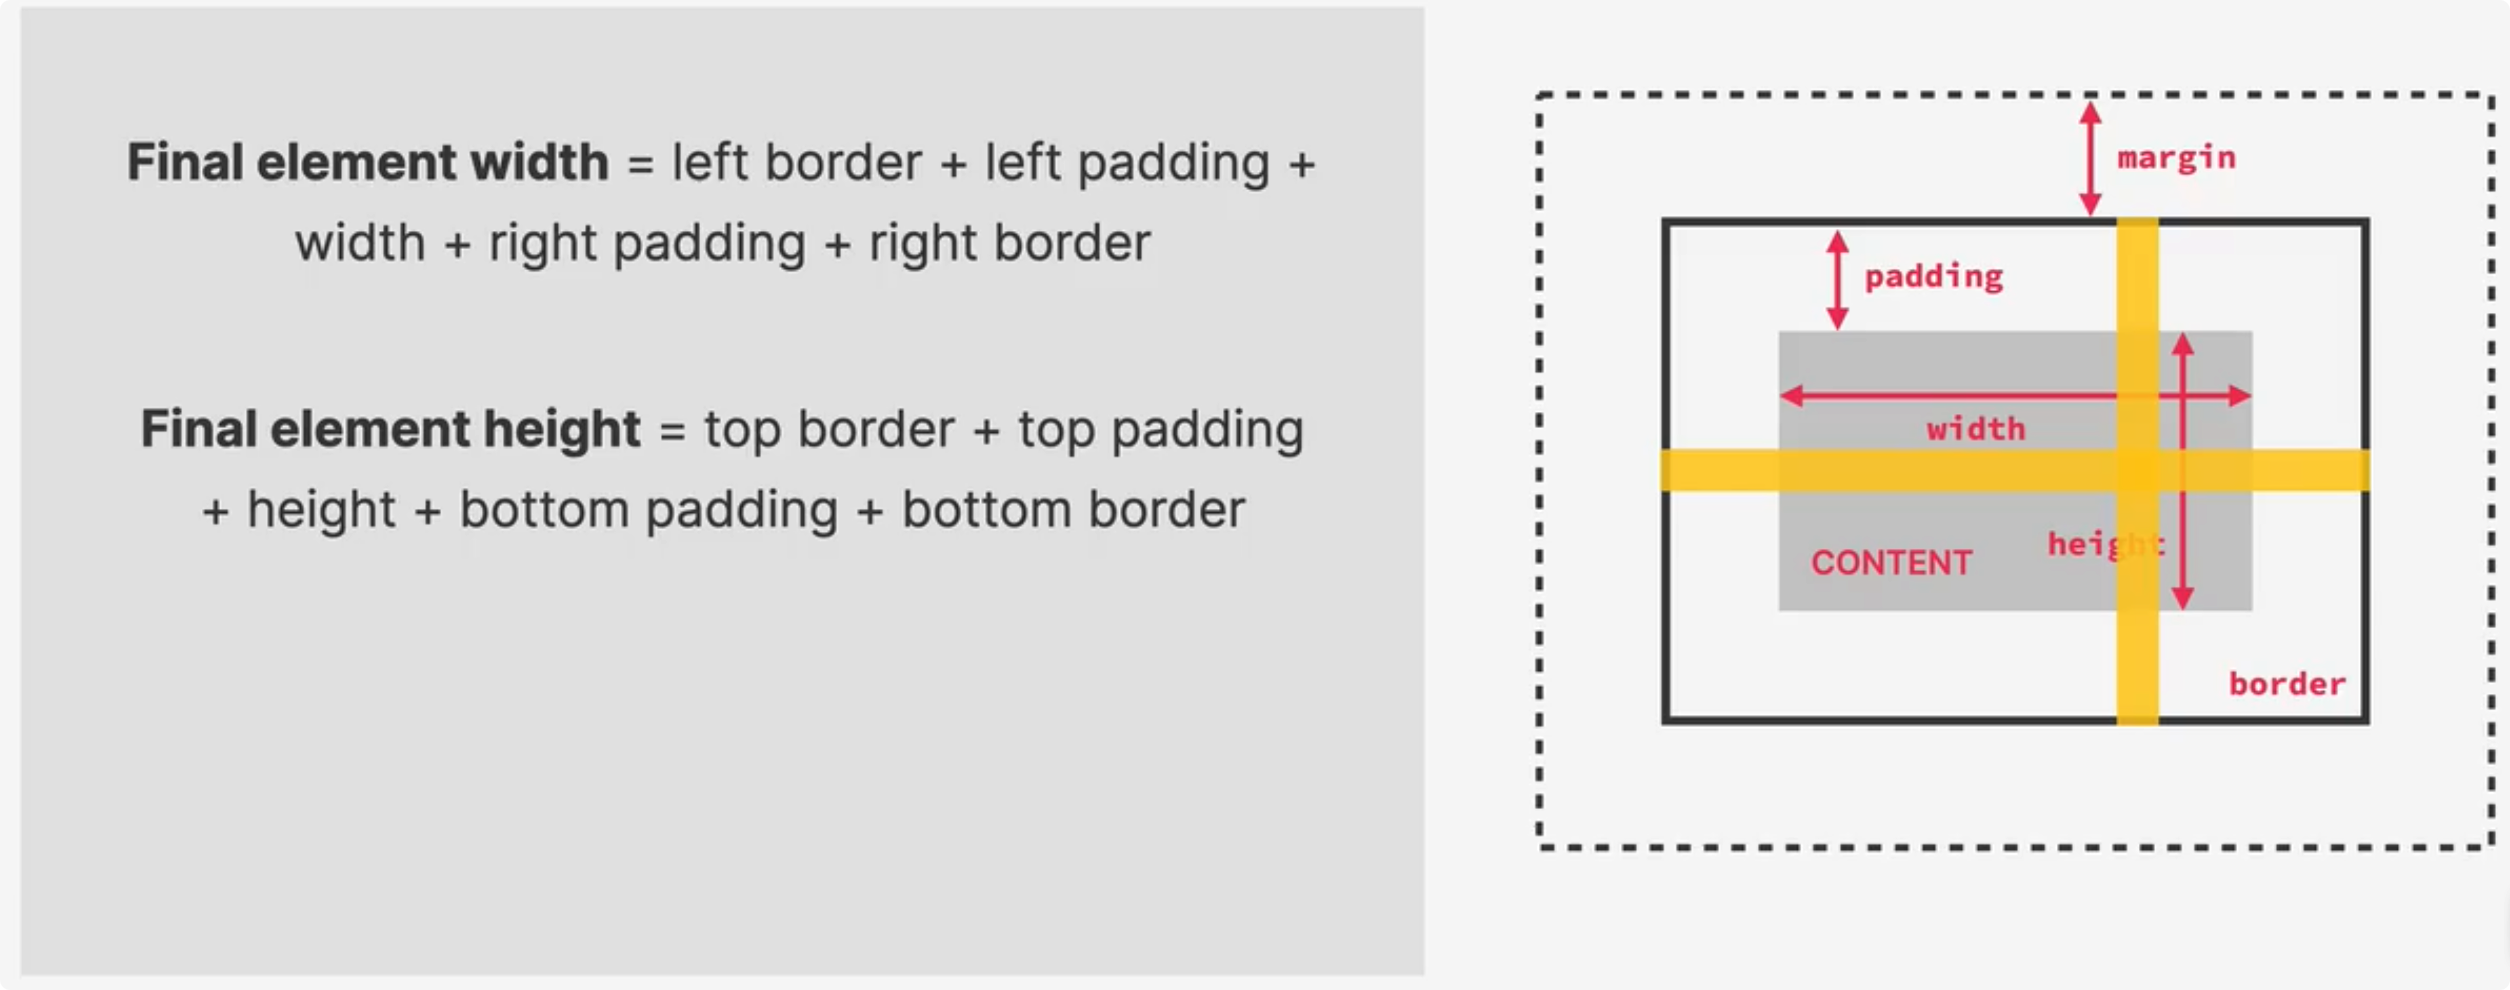 Final element width = left border + left padding +
width + right padding + right border
Final element height = top border + top padding
+ height + bottom padding + bottom border
margin
padding
width
height
CONTENT
border